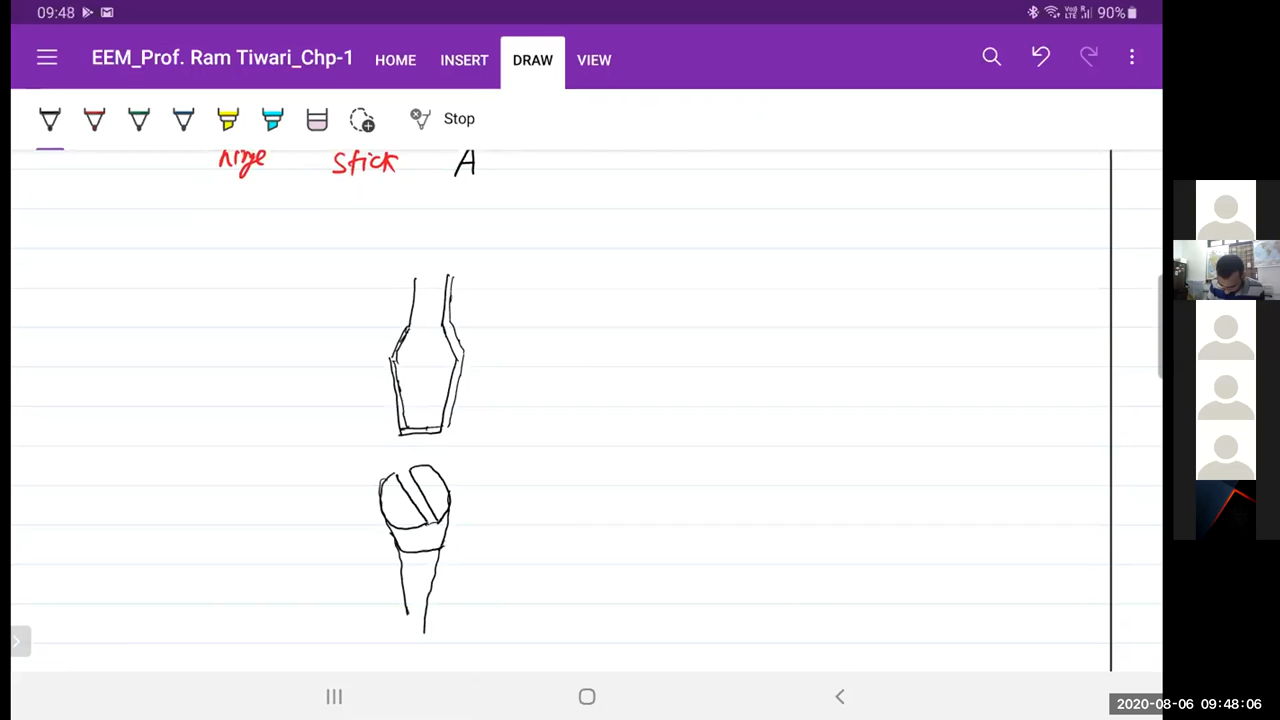 09:48 90%
EEM_Prof. Ram Tiwari_Chp-1 HOME INSERT DRAW VIEW
Stop
Stick A
2020-08-06 09:48:06